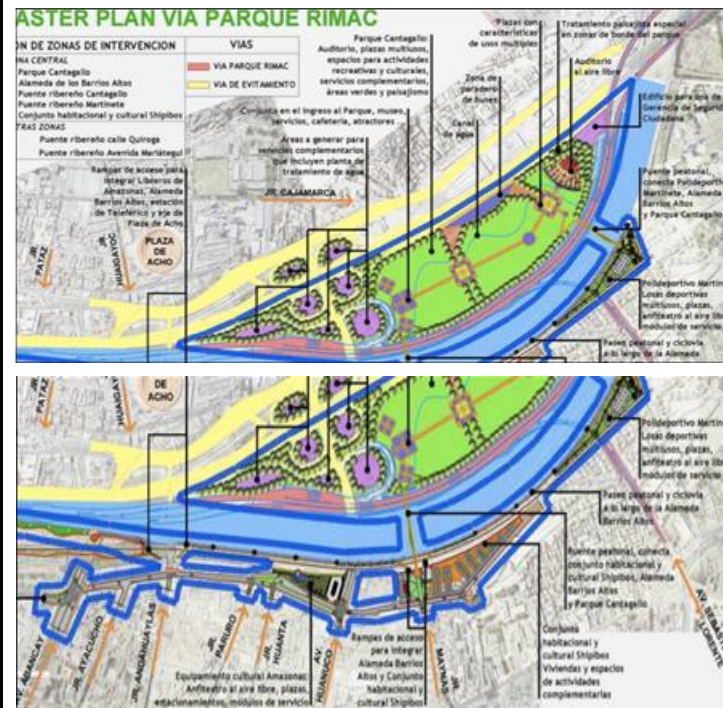 ASTER PLAN VIA PARQUE RIMAC
ON DE ZONAS DE INTERVENCION
NA CENTRAL
Parque Cantagallo
Alameda de los Barrios Altos
Puente ribereño Cantagallo
Puente ribereño Martinete
Conjunto habitacional y cultural Shipibos
TRAS ZONAS
Puente ribereño calle Quiroga
Puente ribereño Avenida Mariátegui
VIAS
VIA PARQUE RIMAC
VIA DE EVITAMIENTO
Parque Cantagallo:
Auditorio, plazas multiusos,
espacios para actividades
recreativas y culturales,
servicios complementarios,
áreas verdes y paisajismo
Plazas con
características
de usos multiples
Tratamiento paisajista especial
en zonas de borde del parque
Auditorio
al aire libre
Zona de
paradero
de buses
Canal
de agua
Edificio para
Gerencia de
Ciudadana
Conjunto en el ingreso al Parque, museo,
servicios, cafetería, atractores
Areas a generar para
servicios complementarios
que incluyen planta de
tratamiento de agua
JR. CAJAMARCA
Rampas de acceso para
integrar Libreros de
Amazonas, Alameda
Barrios Altos, estación
de Teleférico y eje de
Plaza de Acho
JR. PATAZ
JR. HUAIGAYOC
PLAZA
DE
ACHO
Puente peatonal,
conecta Polideporti
Martinete, Alameda
Barrios Altos
y Parque Cantagallo
Polideportivo Martin
Losas deportivas
multiusos, plazas,
anfiteatro al aire lib
módulos de servicio
Paseo peatonal y ciclovía
a lo largo de la Alameda
JR. PATAZ
DE
ACHO
Polideportivo Martin
Losas deportivas
multiusos, plazas,
anfiteatro al aire libr
módulos de servicio
Paseo peatonal y ciclovía
a lo largo de la Alameda
Barrios Altos
Puente peatonal, conecta
conjunto habitacional y
cultural Shipibos, Alameda
Barrios Altos
y Parque Cantagallo
Conjunto
habitacional y
cultural Shipibos
Viviendas y espacios
de actividades
complementarias
AV. ABANCAY
JR. AYACUCHO
JR. ANDAHUAYLAS
JR. PARURO
JR. HUANTA
AV. HUANUCO
JR. MAYNAS
Equipamiento cultural Amazonas
Anfiteatro al aire libre, plazas,
estacionamientos, módulos de servicio
Rampas de acceso
para integrar
Alameda Barrios
Altos y Conjunto
habitacional y
cultural Shipibos